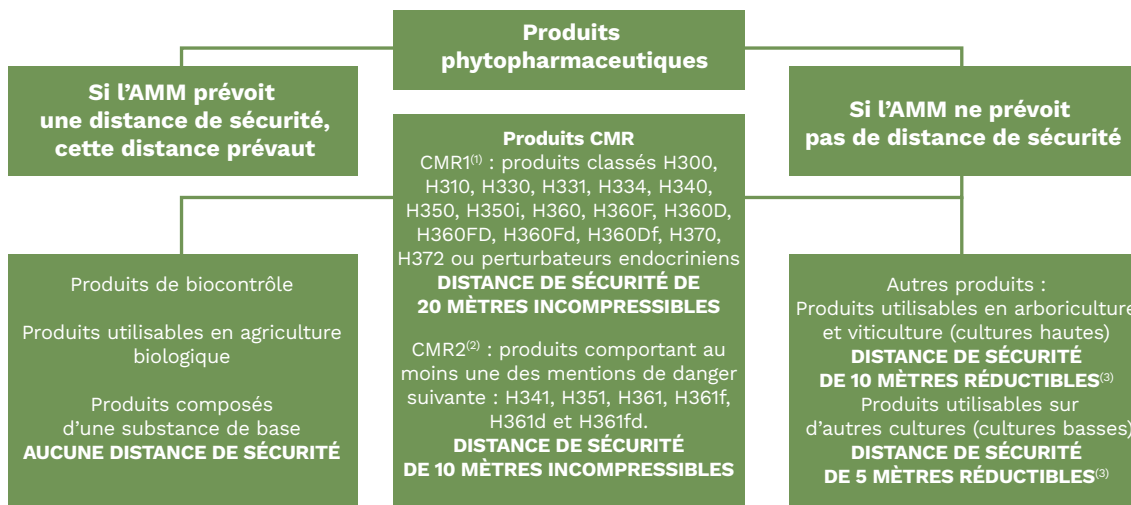 Produits
phytopharmaceutiques
Si l’AMM prévoit
une distance de sécurité,
cette distance prévaut
Si l’AMM ne prévoit
pas de distance de sécurité
Produits de biocontrôle
Produits utilisables en agriculture
biologique
Produits composés
d’une substance de base
AUCUNE DISTANCE DE SÉCURITÉ
Produits CMR
CMR1(1) : produits classés H300,
H310, H330, H331, H334, H340,
H350, H350i, H360, H360F, H360D,
H360FD, H360Fd, H360Df, H370,
H372 ou perturbateurs endocriniens
DISTANCE DE SÉCURITÉ DE
20 MÈTRES INCOMPRESSIBLES
CMR2(2) : produits comportant au
moins une des mentions de danger
suivante : H341, H351, H361, H361f,
H361d et H361fd.
DISTANCE DE SÉCURITÉ
DE 10 MÈTRES INCOMPRESSIBLES
Autres produits :
Produits utilisables en arboriculture
et viticulture (cultures hautes)
DISTANCE DE SÉCURITÉ
DE 10 MÈTRES RÉDUCTIBLES(3)
Produits utilisables sur
d'autres cultures (cultures basses)
DISTANCE DE SÉCURITÉ
DE 5 MÈTRES RÉDUCTIBLES(3)